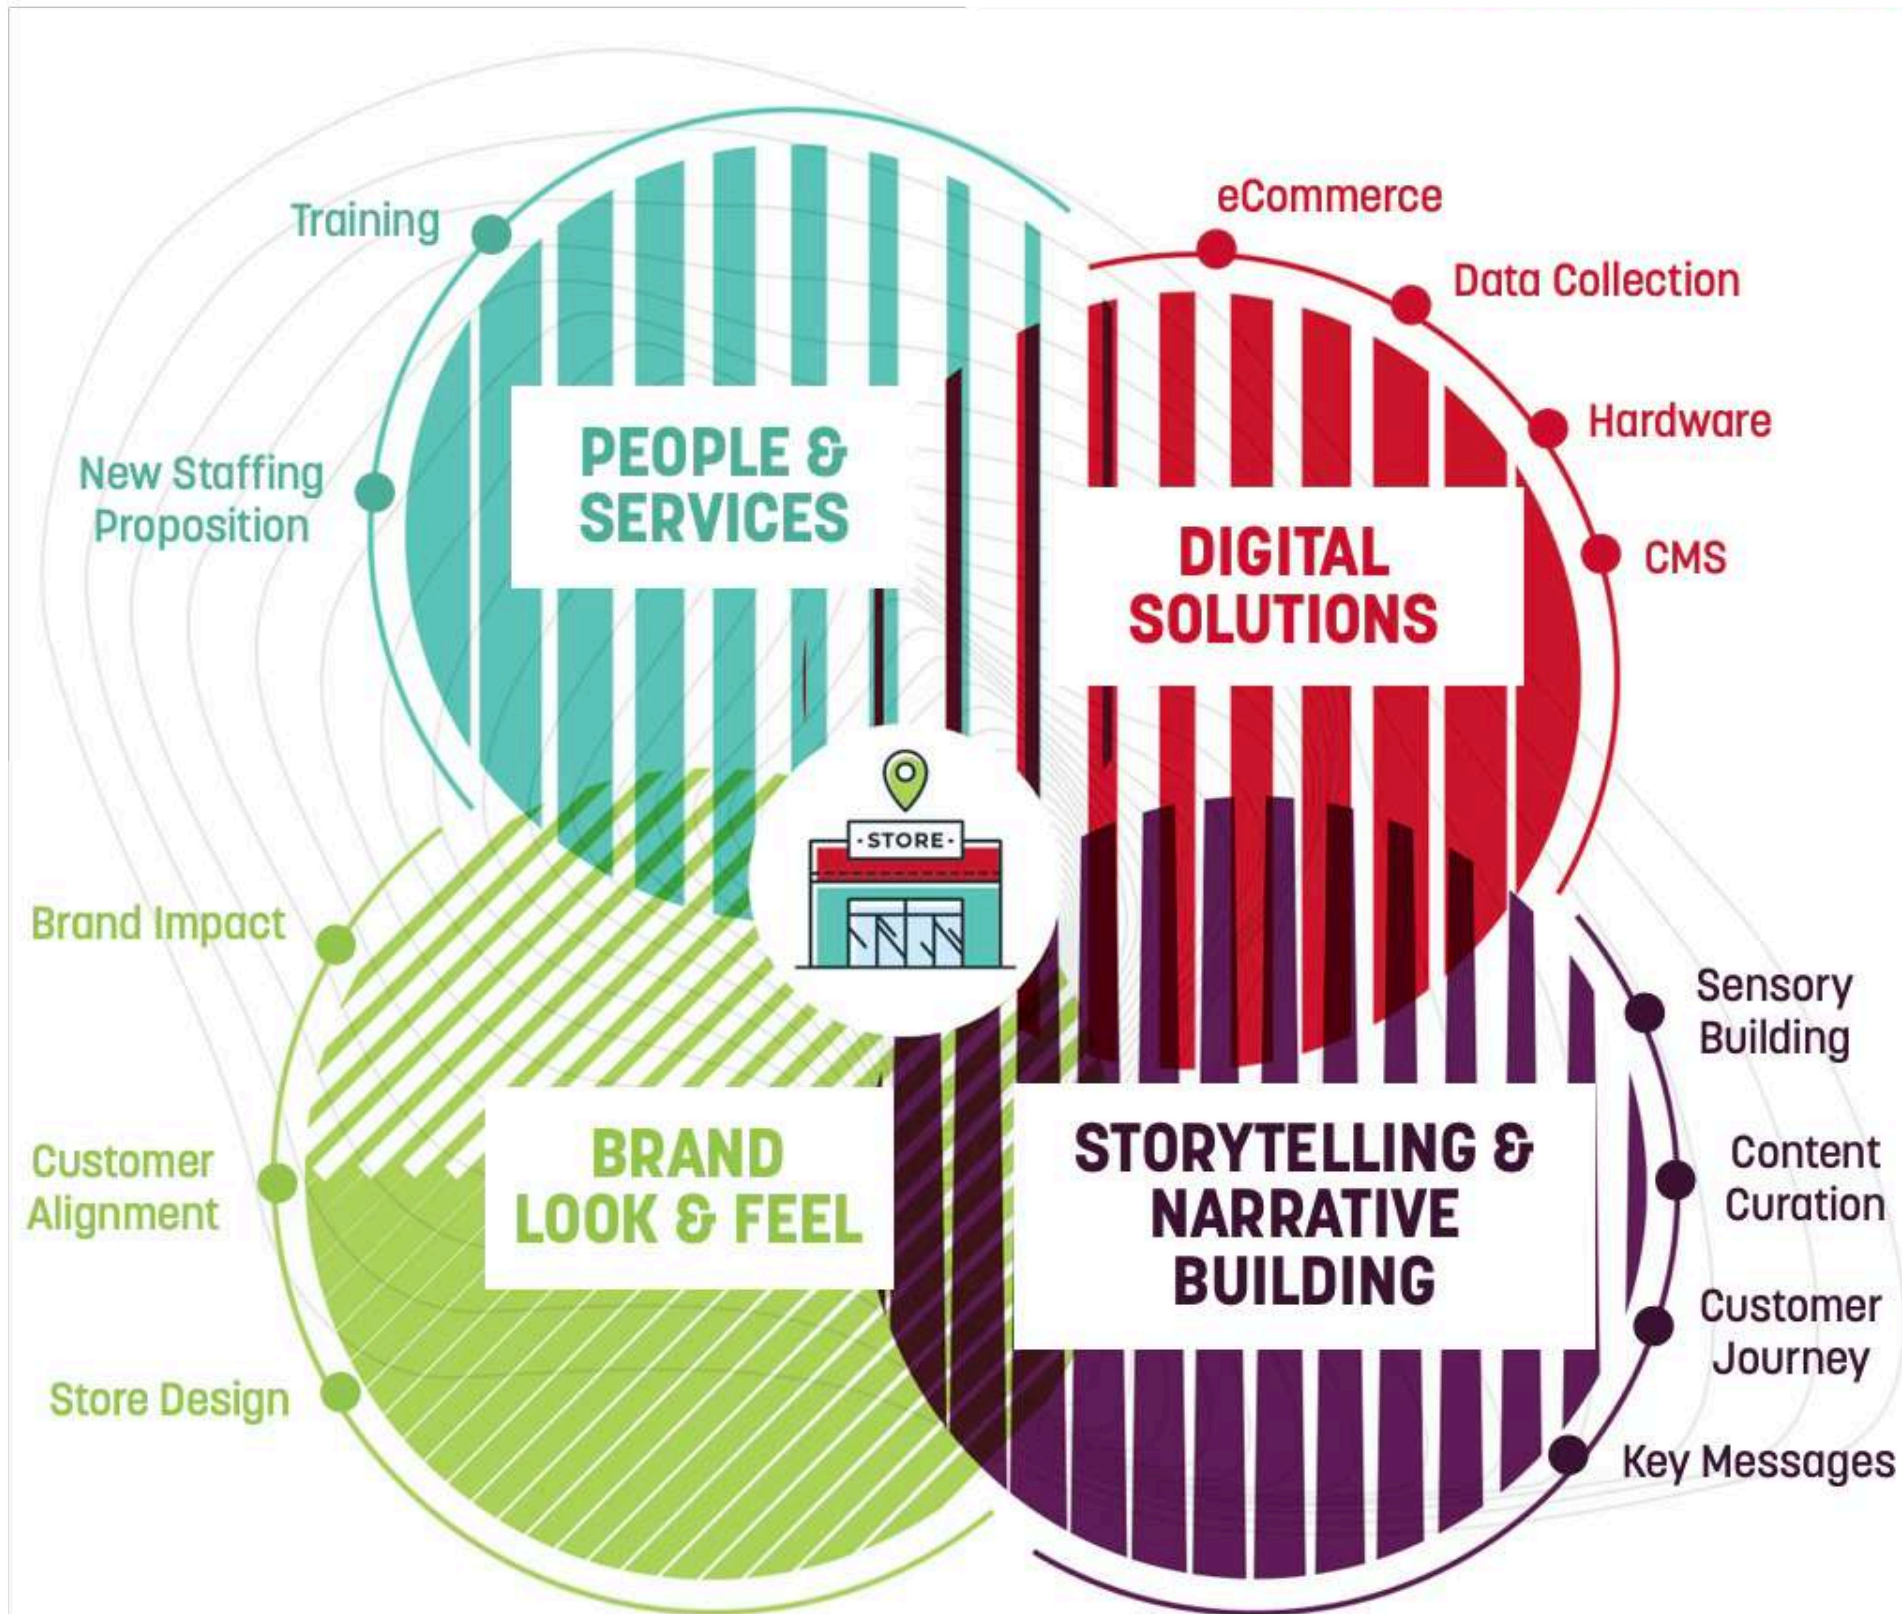 Training
New Staffing
Proposition
PEOPLE &
SERVICES
eCommerce
Data Collection
Hardware
CMS
DIGITAL
SOLUTIONS
· STORE ·
Brand Impact
Customer
Alignment
Store Design
BRAND
LOOK & FEEL
STORYTELLING &
NARRATIVE
BUILDING
Sensory
Building
Content
Curation
Customer
Journey
Key Messages